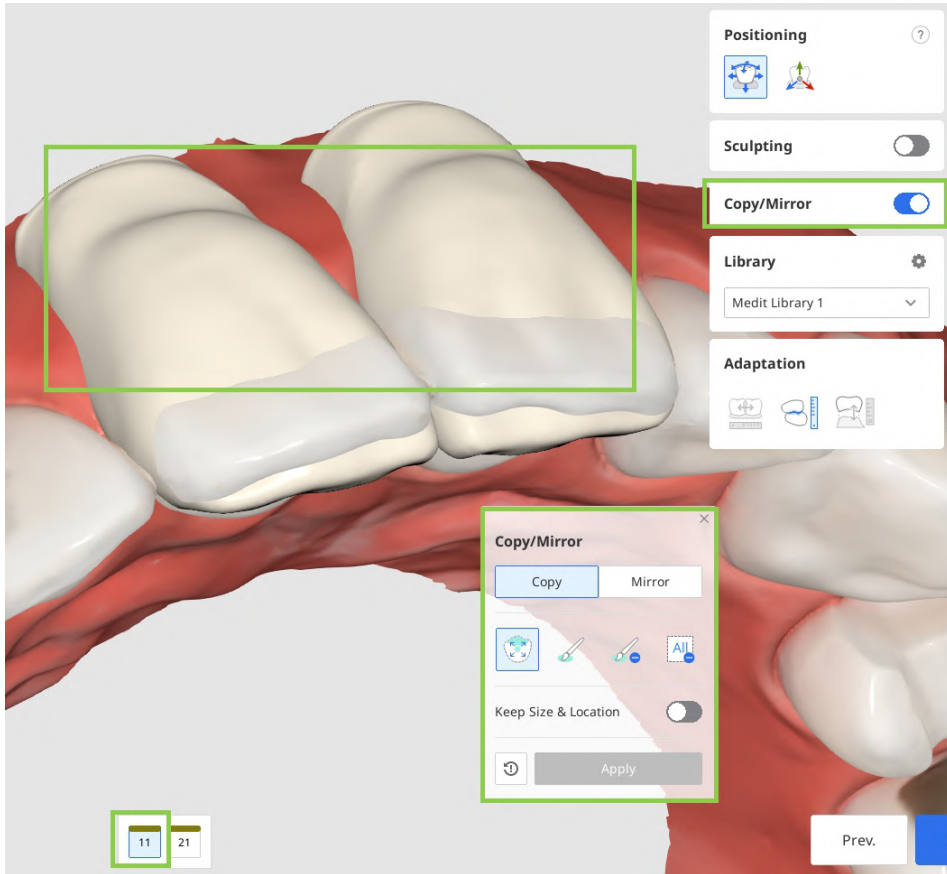 Positioning
?
Sculpting
Copy/Mirror
Library
Medit Library 1
Adaptation
Copy/Mirror
Copy
Mirror
All
Keep Size & Location
Apply
11
21
Prev.